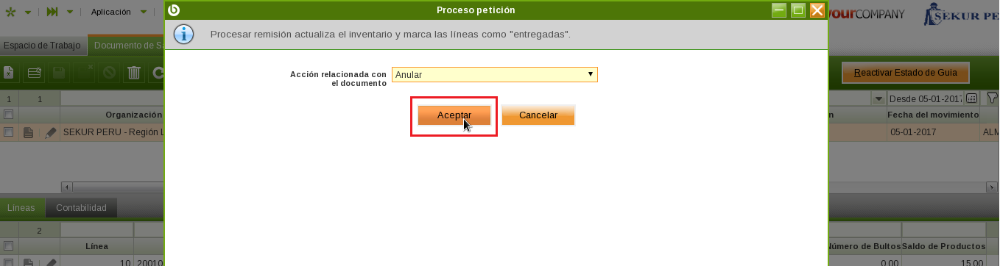 Proceso petición
Aplicación
yourCOMPANY
SEKUR PE
Procesar remisión actualiza el inventario y marca las líneas como "entregadas".
Espacio de Trabajo
Documento de Sa
Acción relacionada con
el documento
Anular
Reactivar Estado de Guia
1 1
Desde 05-01-2017
Aceptar
Cancelar
Organización
Fecha del movimiento
SEKUR PERU - Región L
05-01-2017
ALM
Líneas
Contabilidad
2
Línea
Número de Bultos
Saldo de Productos
10
20010
0.00
15.00